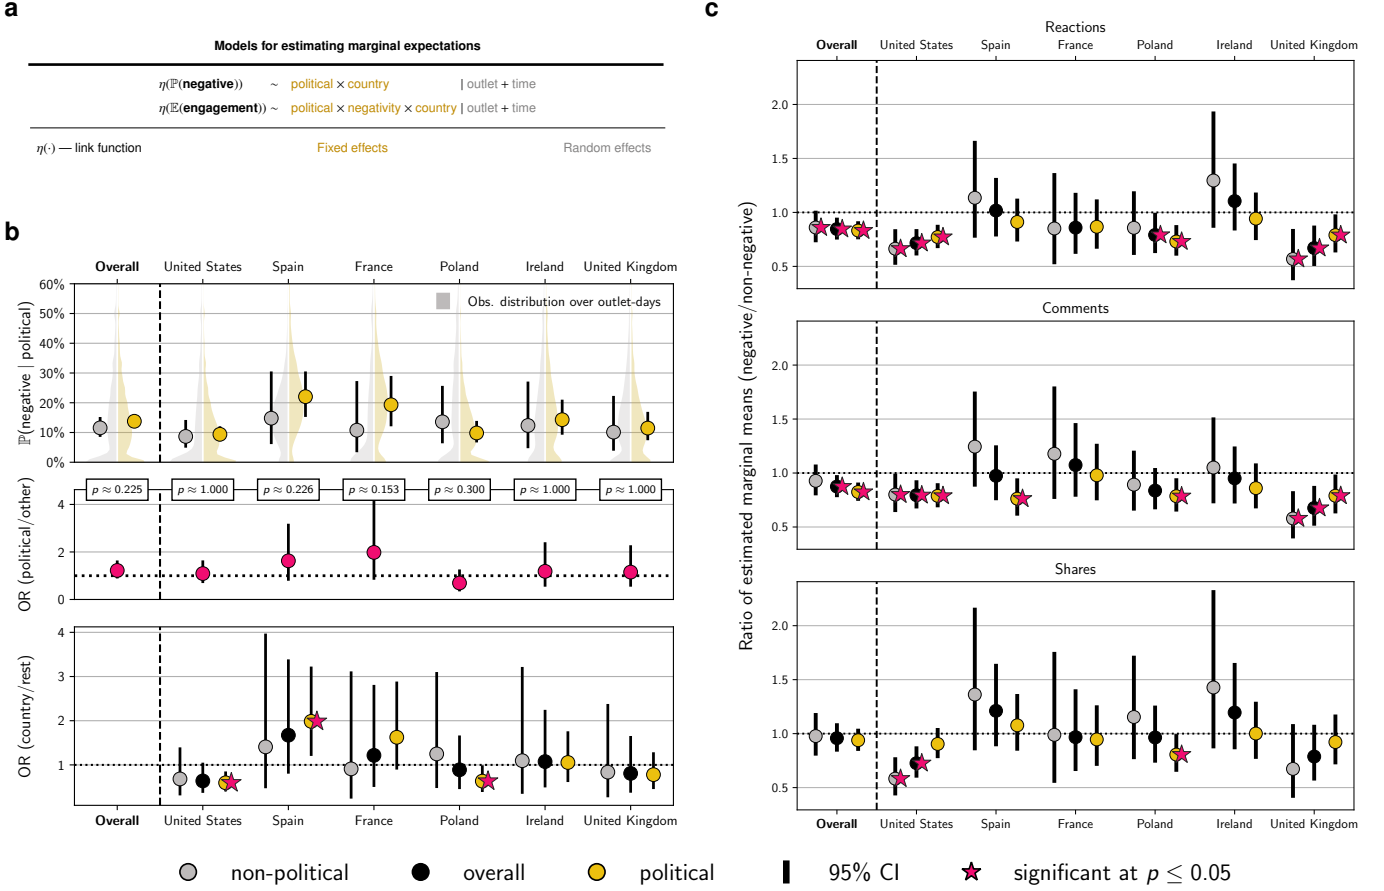 a
Models for estimating marginal expectations
η(ℙ(negative)) ~ political × country | outlet + time
η(𝔼(engagement)) ~ political × negativity × country | outlet + time
η(·) — link function Fixed effects Random effects
b
Overall United States Spain France Poland Ireland United Kingdom
ℙ(negative | political)
60%
50%
40%
30%
20%
10%
0%
Obs. distribution over outlet-days
OR (political/other)
p ≈ 0.225 p ≈ 1.000 p ≈ 0.226 p ≈ 0.153 p ≈ 0.300 p ≈ 1.000 p ≈ 1.000
4
2
0
OR (country/rest)
4
3
2
1
Overall United States Spain France Poland Ireland United Kingdom
c
Ratio of estimated marginal means (negative/non-negative)
Reactions
Overall United States Spain France Poland Ireland United Kingdom
2.0
1.5
1.0
0.5
Comments
2.0
1.5
1.0
0.5
Shares
2.0
1.5
1.0
0.5
Overall United States Spain France Poland Ireland United Kingdom
non-political overall political 95% CI significant at p ≤ 0.05